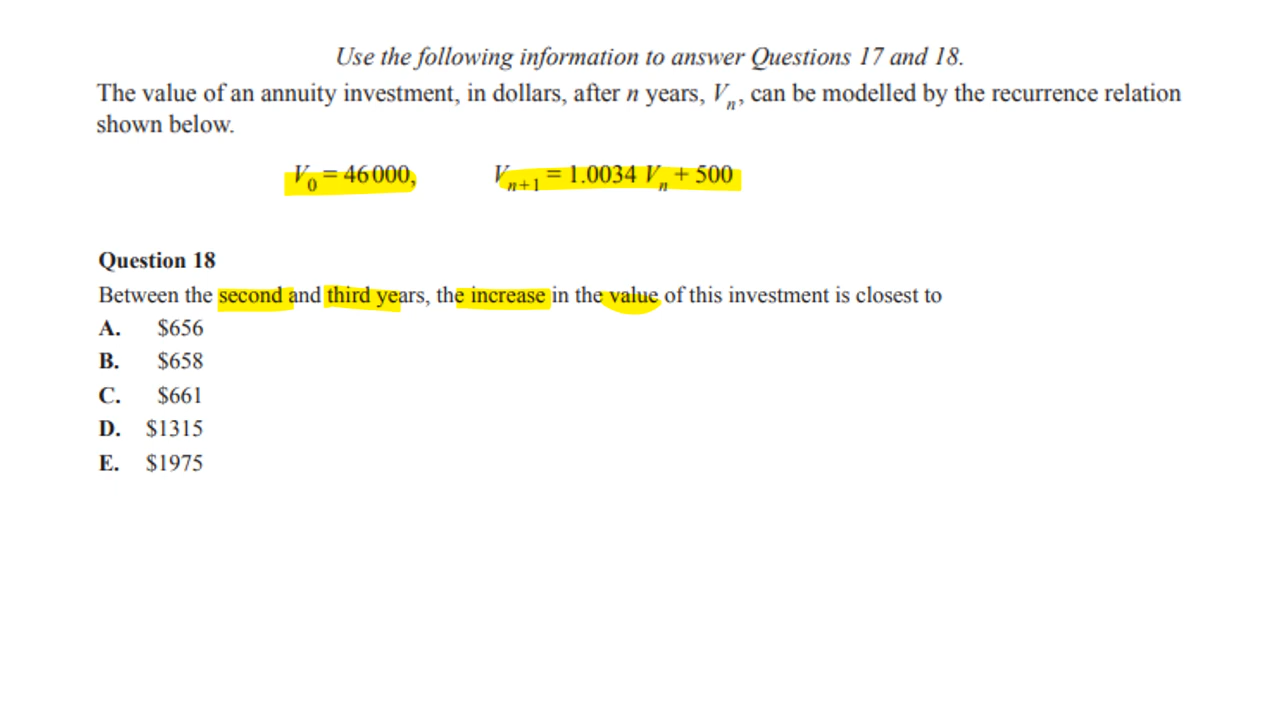 Use the following information to answer Questions 17 and 18.
The value of an annuity investment, in dollars, after n years, Vₙ, can be modelled by the recurrence relation
shown below.
V₀ = 46 000, Vₙ₊₁ = 1.0034 Vₙ + 500
Question 18
Between the second and third years, the increase in the value of this investment is closest to
A. $656
B. $658
C. $661
D. $1315
E. $1975